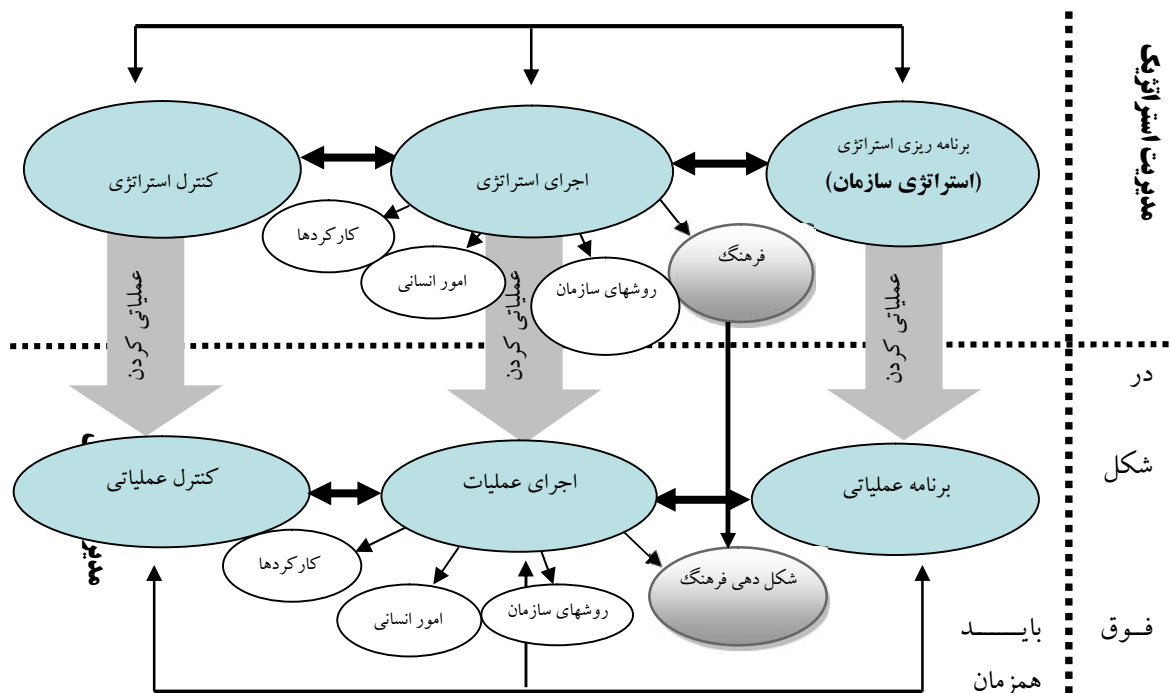 مدیریت استراتژیک
برنامه ریزی استراتژی
(استراتژی سازمان)
اجرای استراتژی
کنترل استراتژی
فرهنگ
روشهای سازمان
امور انسانی
کارکردها
عملیاتی کردن
عملیاتی کردن
عملیاتی کردن
برنامه عملیاتی
اجرای عملیات
کنترل عملیاتی
شکل دهی فرهنگ
روشهای سازمان
امور انسانی
کارکردها
در
شکل
فوق
بایـــــد
همزمان